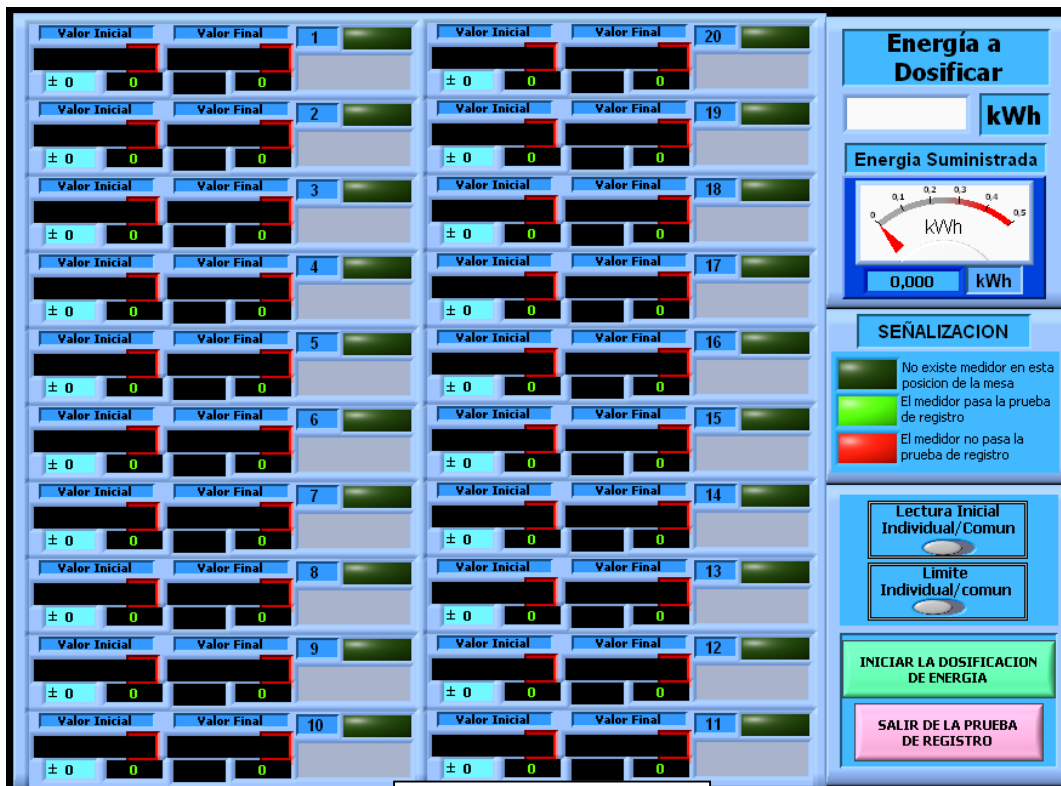 Valor Inicial Valor Final 1
± 0 0 0
Valor Inicial Valor Final 2
± 0 0 0
Valor Inicial Valor Final 3
± 0 0 0
Valor Inicial Valor Final 4
± 0 0 0
Valor Inicial Valor Final 5
± 0 0 0
Valor Inicial Valor Final 6
± 0 0 0
Valor Inicial Valor Final 7
± 0 0 0
Valor Inicial Valor Final 8
± 0 0 0
Valor Inicial Valor Final 9
± 0 0 0
Valor Inicial Valor Final 10
± 0 0 0
Valor Inicial Valor Final 20
± 0 0 0
Valor Inicial Valor Final 19
± 0 0 0
Valor Inicial Valor Final 18
± 0 0 0
Valor Inicial Valor Final 17
± 0 0 0
Valor Inicial Valor Final 16
± 0 0 0
Valor Inicial Valor Final 15
± 0 0 0
Valor Inicial Valor Final 14
± 0 0 0
Valor Inicial Valor Final 13
± 0 0 0
Valor Inicial Valor Final 12
± 0 0 0
Valor Inicial Valor Final 11
± 0 0 0
Energía a
Dosificar
kWh
Energia Suministrada
0 0,1 0,2 0,3 0,4 0,5
kWh
0,000 kWh
SEÑALIZACION
No existe medidor en esta
posicion de la mesa
El medidor pasa la prueba
de registro
El medidor no pasa la
prueba de registro
Lectura Inicial
Individual/Comun
Limite
Individual/comun
INICIAR LA DOSIFICACION
DE ENERGIA
SALIR DE LA PRUEBA
DE REGISTRO